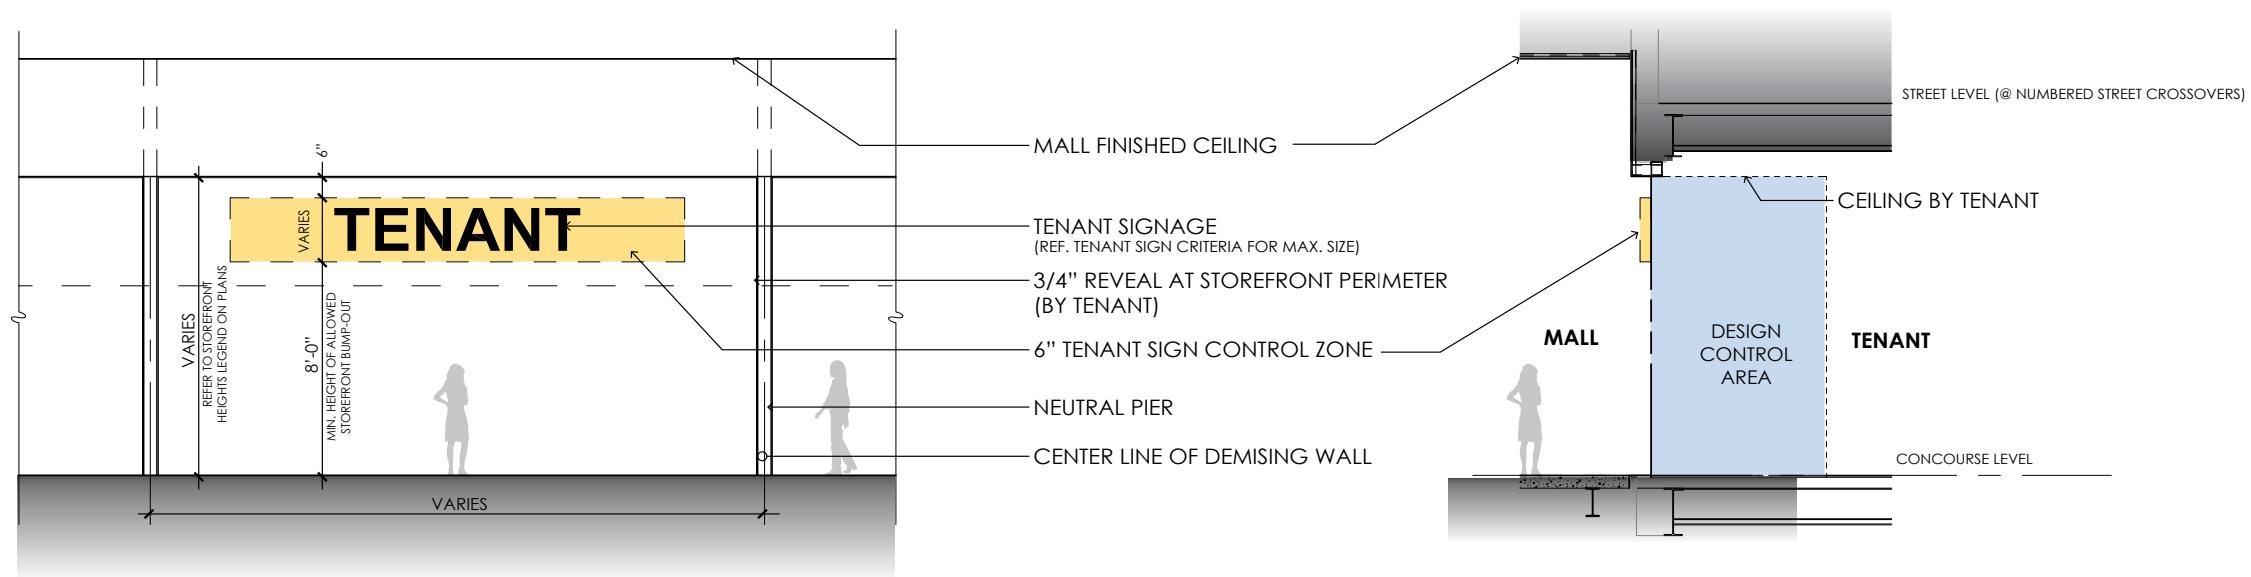 6"
TENANT
VARIES
VARIES
REFER TO STOREFRONT
HEIGHTS LEGEND ON PLANS
8'-0"
MIN. HEIGHT OF ALLOWED
STOREFRONT BUMP-OUT
VARIES
MALL FINISHED CEILING
TENANT SIGNAGE
(REF. TENANT SIGN CRITERIA FOR MAX. SIZE)
3/4” REVEAL AT STOREFRONT PERIMETER
(BY TENANT)
6” TENANT SIGN CONTROL ZONE
NEUTRAL PIER
CENTER LINE OF DEMISING WALL
STREET LEVEL (@ NUMBERED STREET CROSSOVERS)
CEILING BY TENANT
MALL
DESIGN
CONTROL
AREA
TENANT
CONCOURSE LEVEL